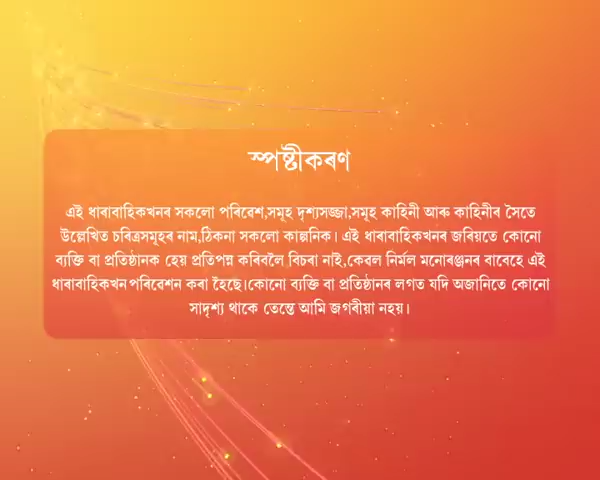 স্পষ্টীকৰণ
এই ধাৰাবাহিকখনৰ সকলো পৰিৱেশ,সমূহ দৃশ্যসজ্জা,সমূহ কাহিনী আৰু কাহিনীৰ সৈতে
উল্লেখিত চৰিত্ৰসমূহৰ নাম,ঠিকনা সকলো কাল্পনিক। এই ধাৰাবাহিকখনৰ জৰিয়তে কোনো
ব্যক্তি বা প্ৰতিষ্ঠানক হেয় প্ৰতিপন্ন কৰিবলৈ বিচৰা নাই,কেৱল নিৰ্মল মনোৰঞ্জনৰ বাবেহে এই
ধাৰাবাহিকখন পৰিৱেশন কৰা হৈছে।কোনো ব্যক্তি বা প্ৰতিষ্ঠানৰ লগত যদি অজানিতে কোনো
সাদৃশ্য থাকে তেন্তে আমি জগৰীয়া নহয়।